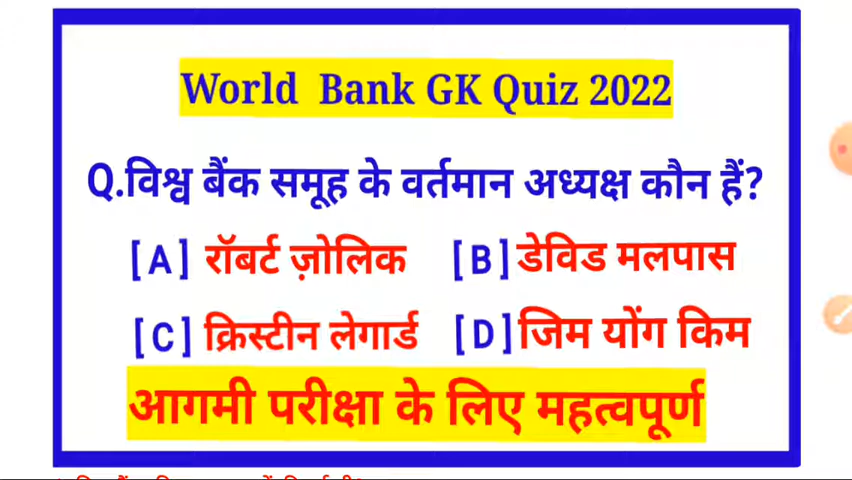 World Bank GK Quiz 2022
Q.विश्व बैंक समूह के वर्तमान अध्यक्ष कौन हैं?
[A] रॉबर्ट ज़ोलिक [B] डेविड मलपास
[C] क्रिस्टीन लेगार्ड [D] जिम योंग किम
आगमी परीक्षा के लिए महत्वपूर्ण